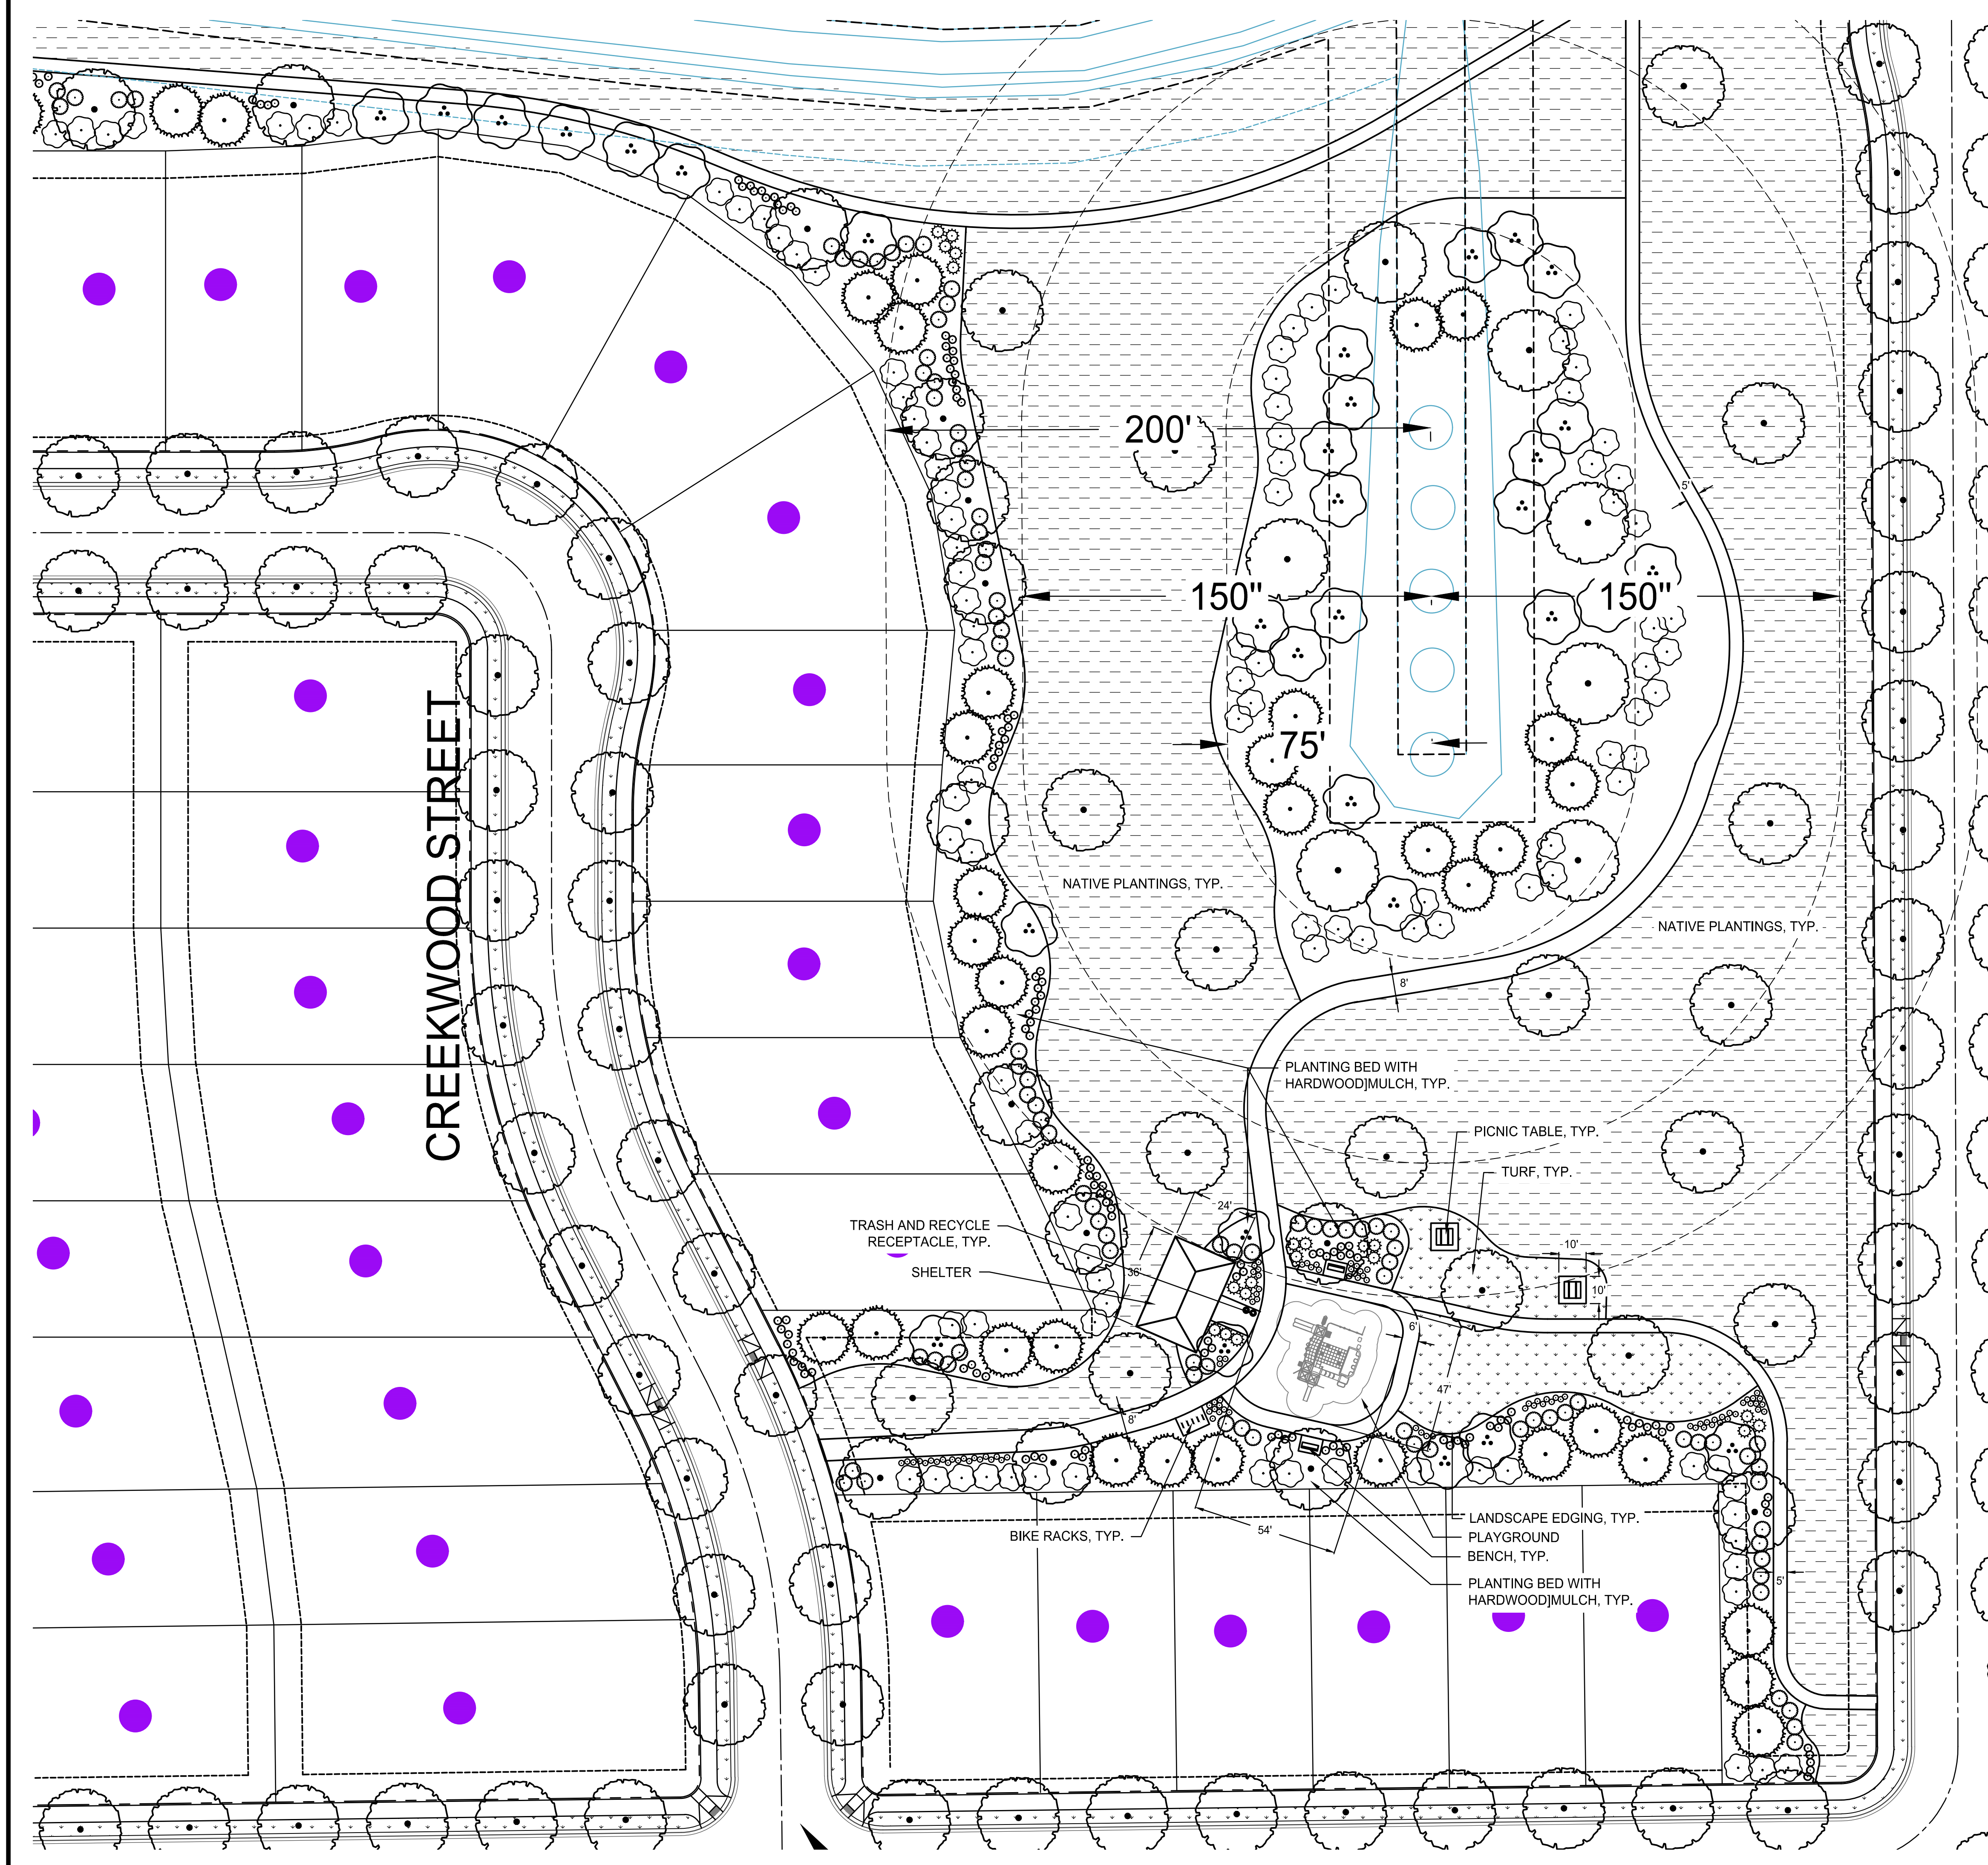 200'
5'
150"
150"
CREEKWOOD STREET
75'
NATIVE PLANTINGS, TYP.
NATIVE PLANTINGS, TYP.
8'
PLANTING BED WITH
HARDWOOD]MULCH, TYP.
PICNIC TABLE, TYP.
TURF, TYP.
24'
TRASH AND RECYCLE
RECEPTACLE, TYP.
10'
36'
SHELTER
10'
6'
47'
8'
LANDSCAPE EDGING, TYP.
54'
BIKE RACKS, TYP.
PLAYGROUND
BENCH, TYP.
5'
PLANTING BED WITH
HARDWOOD]MULCH, TYP.